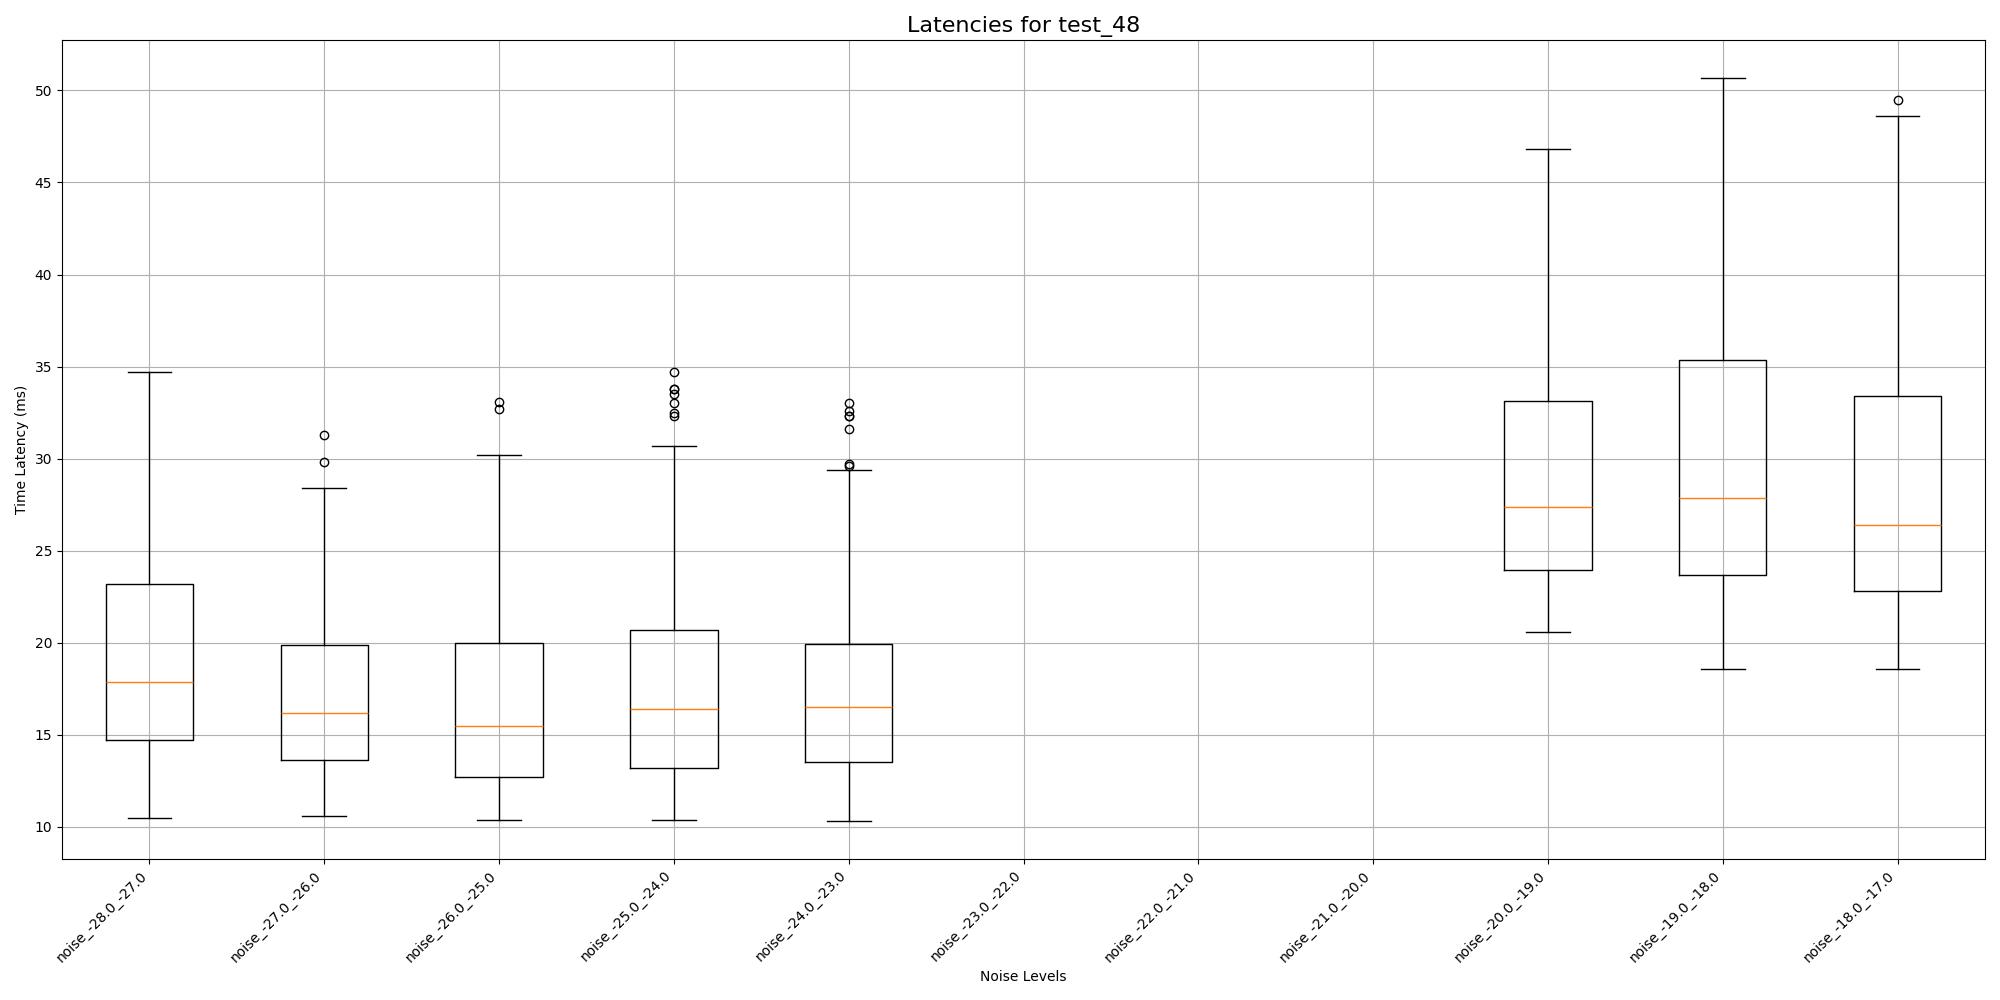 Latencies for test_48
Time Latency (ms)
50
45
40
35
30
25
20
15
10
noise_-28.0_-27.0
noise_-27.0_-26.0
noise_-26.0_-25.0
noise_-25.0_-24.0
noise_-24.0_-23.0
noise_-23.0_-22.0
noise_-22.0_-21.0
noise_-21.0_-20.0
noise_-20.0_-19.0
noise_-19.0_-18.0
noise_-18.0_-17.0
Noise Levels